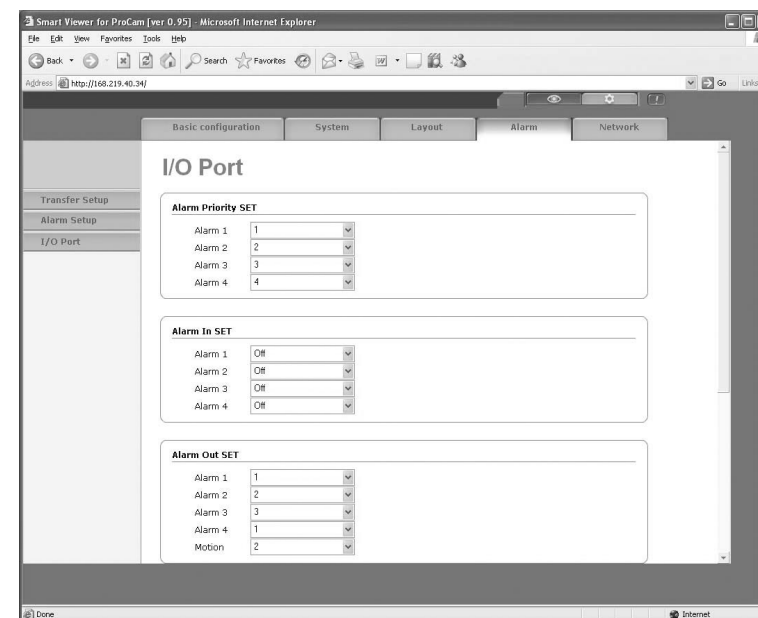 Smart Viewer for ProCam [ver 0.95] - Microsoft Internet Explorer
File Edit View Favorites Tools Help
Back Search Favorites
Address http://168.219.40.34/ Go Links
Basic configuration System Layout Alarm Network
I/O Port
Transfer Setup
Alarm Setup
I/O Port
Alarm Priority SET
Alarm 1 1
Alarm 2 2
Alarm 3 3
Alarm 4 4
Alarm In SET
Alarm 1 Off
Alarm 2 Off
Alarm 3 Off
Alarm 4 Off
Alarm Out SET
Alarm 1 1
Alarm 2 2
Alarm 3 3
Alarm 4 1
Motion 2
Done Internet